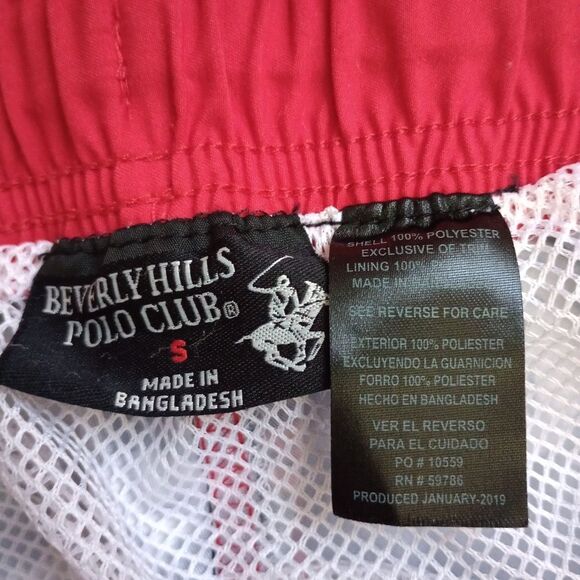 BEVERLY HILLS
POLO CLUB®
S
MADE IN
BANGLADESH
SHELL 100% POLYESTER
EXCLUSIVE OF TRIM
LINING 100%
MADE IN
SEE REVERSE FOR CARE
EXTERIOR 100% POLIESTER
EXCLUYENDO LA GUARNICION
FORRO 100% POLIESTER
HECHO EN BANGLADESH
VER EL REVERSO
PARA EL CUIDADO
PO # 10559
RN # 59786
PRODUCED JANUARY-2019